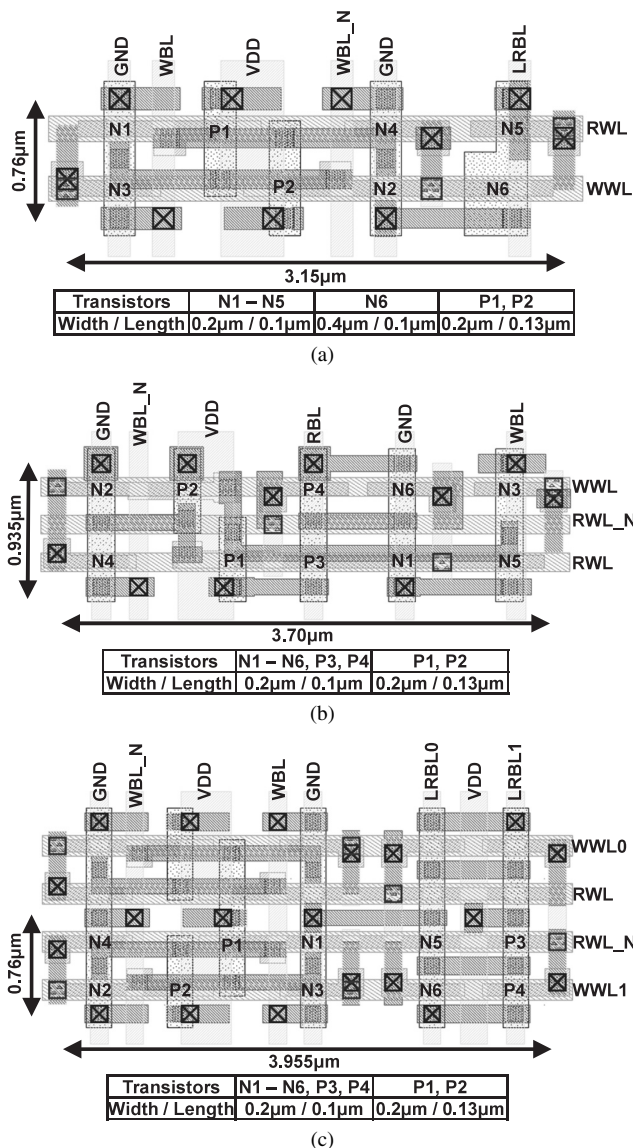 GND WBL VDD WBL_N GND LRBL
N1 P1 N4 N5 RWL
0.76µm
N3 P2 N2 N6 WWL
3.15µm
Transistors N1 – N5 N6 P1, P2
Width / Length 0.2µm / 0.1µm 0.4µm / 0.1µm 0.2µm / 0.13µm
(a)
GND WBL_N VDD RBL GND WBL
N2 P2 P4 N6 N3 WWL
RWL_N
0.935µm
N4 P1 P3 N1 N5 RWL
3.70µm
Transistors N1 – N6, P3, P4 P1, P2
Width / Length 0.2µm / 0.1µm 0.2µm / 0.13µm
(b)
GND WBL_N VDD WBL GND LRBL0 VDD LRBL1
WWL0
RWL
N4 P1 N1 N5 P3 RWL_N
0.76µm
N2 P2 N3 N6 P4 WWL1
3.955µm
Transistors N1 – N6, P3, P4 P1, P2
Width / Length 0.2µm / 0.1µm 0.2µm / 0.13µm
(c)